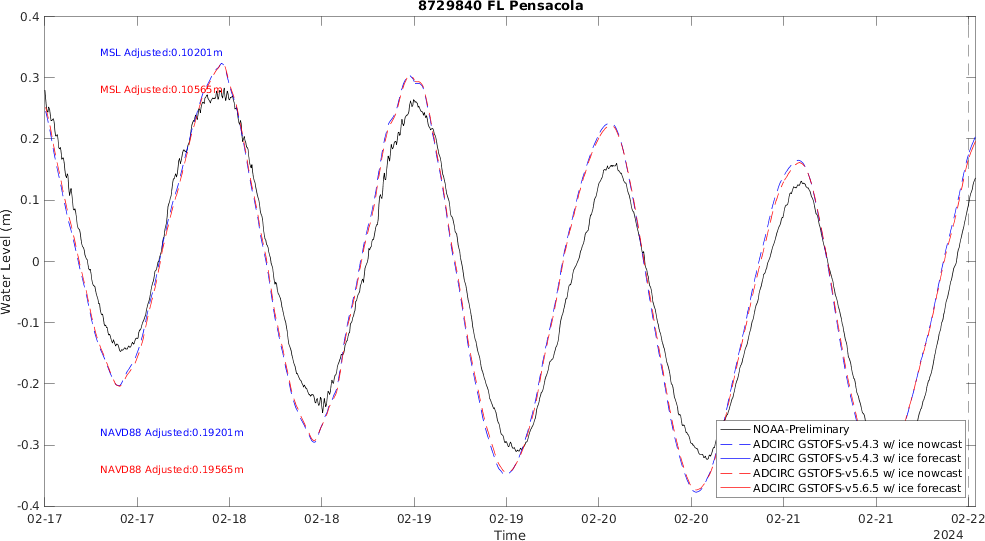 8729840 FL Pensacola
0.4
0.3
0.2
0.1
0
-0.1
-0.2
-0.3
-0.4
Water Level (m)
MSL Adjusted:0.10201m
MSL Adjusted:0.10565m
NAVD88 Adjusted:0.19201m
NAVD88 Adjusted:0.19565m
NOAA-Preliminary
ADCIRC GSTOFS-v5.4.3 w/ ice nowcast
ADCIRC GSTOFS-v5.4.3 w/ ice forecast
ADCIRC GSTOFS-v5.6.5 w/ ice nowcast
ADCIRC GSTOFS-v5.6.5 w/ ice forecast
02-17 02-17 02-18 02-18 02-19 02-19 02-20 02-20 02-21 02-21 02-22
2024
Time